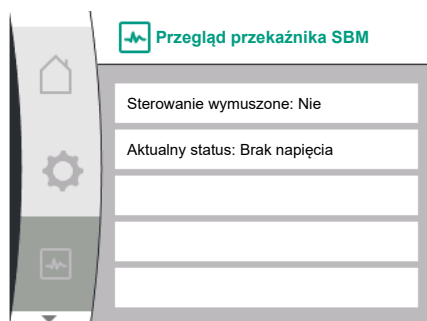 Przegląd przekaźnika SBM
Sterowanie wymuszone: Nie
Aktualny status: Brak napięcia